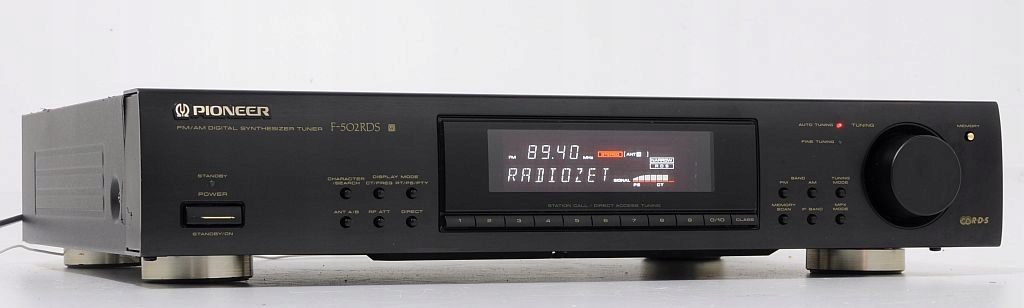 PIONEER
FM/AM DIGITAL SYNTHESIZER TUNER F-502RDS
STANDBY
POWER
STANDBY/ON
CHARACTER
/SEARCH
DISPLAY MODE
CT/FREQ RT/PS/PTY
ANT A/B RF ATT DIRECT
FM 89.40 MHz
STEREO
ANT
NARROW
RDS
RADIOZET
SIGNAL
PS CT
STATION CALL / DIRECT ACCESS TUNING
1 2 3 4 5 6 7 8 9 0/10 CLASS
AUTO TUNING
TUNING
FINE TUNING
BAND
FM AM
TUNING
MODE
MEMORY
SCAN
IF BAND
MPX
MODE
MEMORY
R·D·S